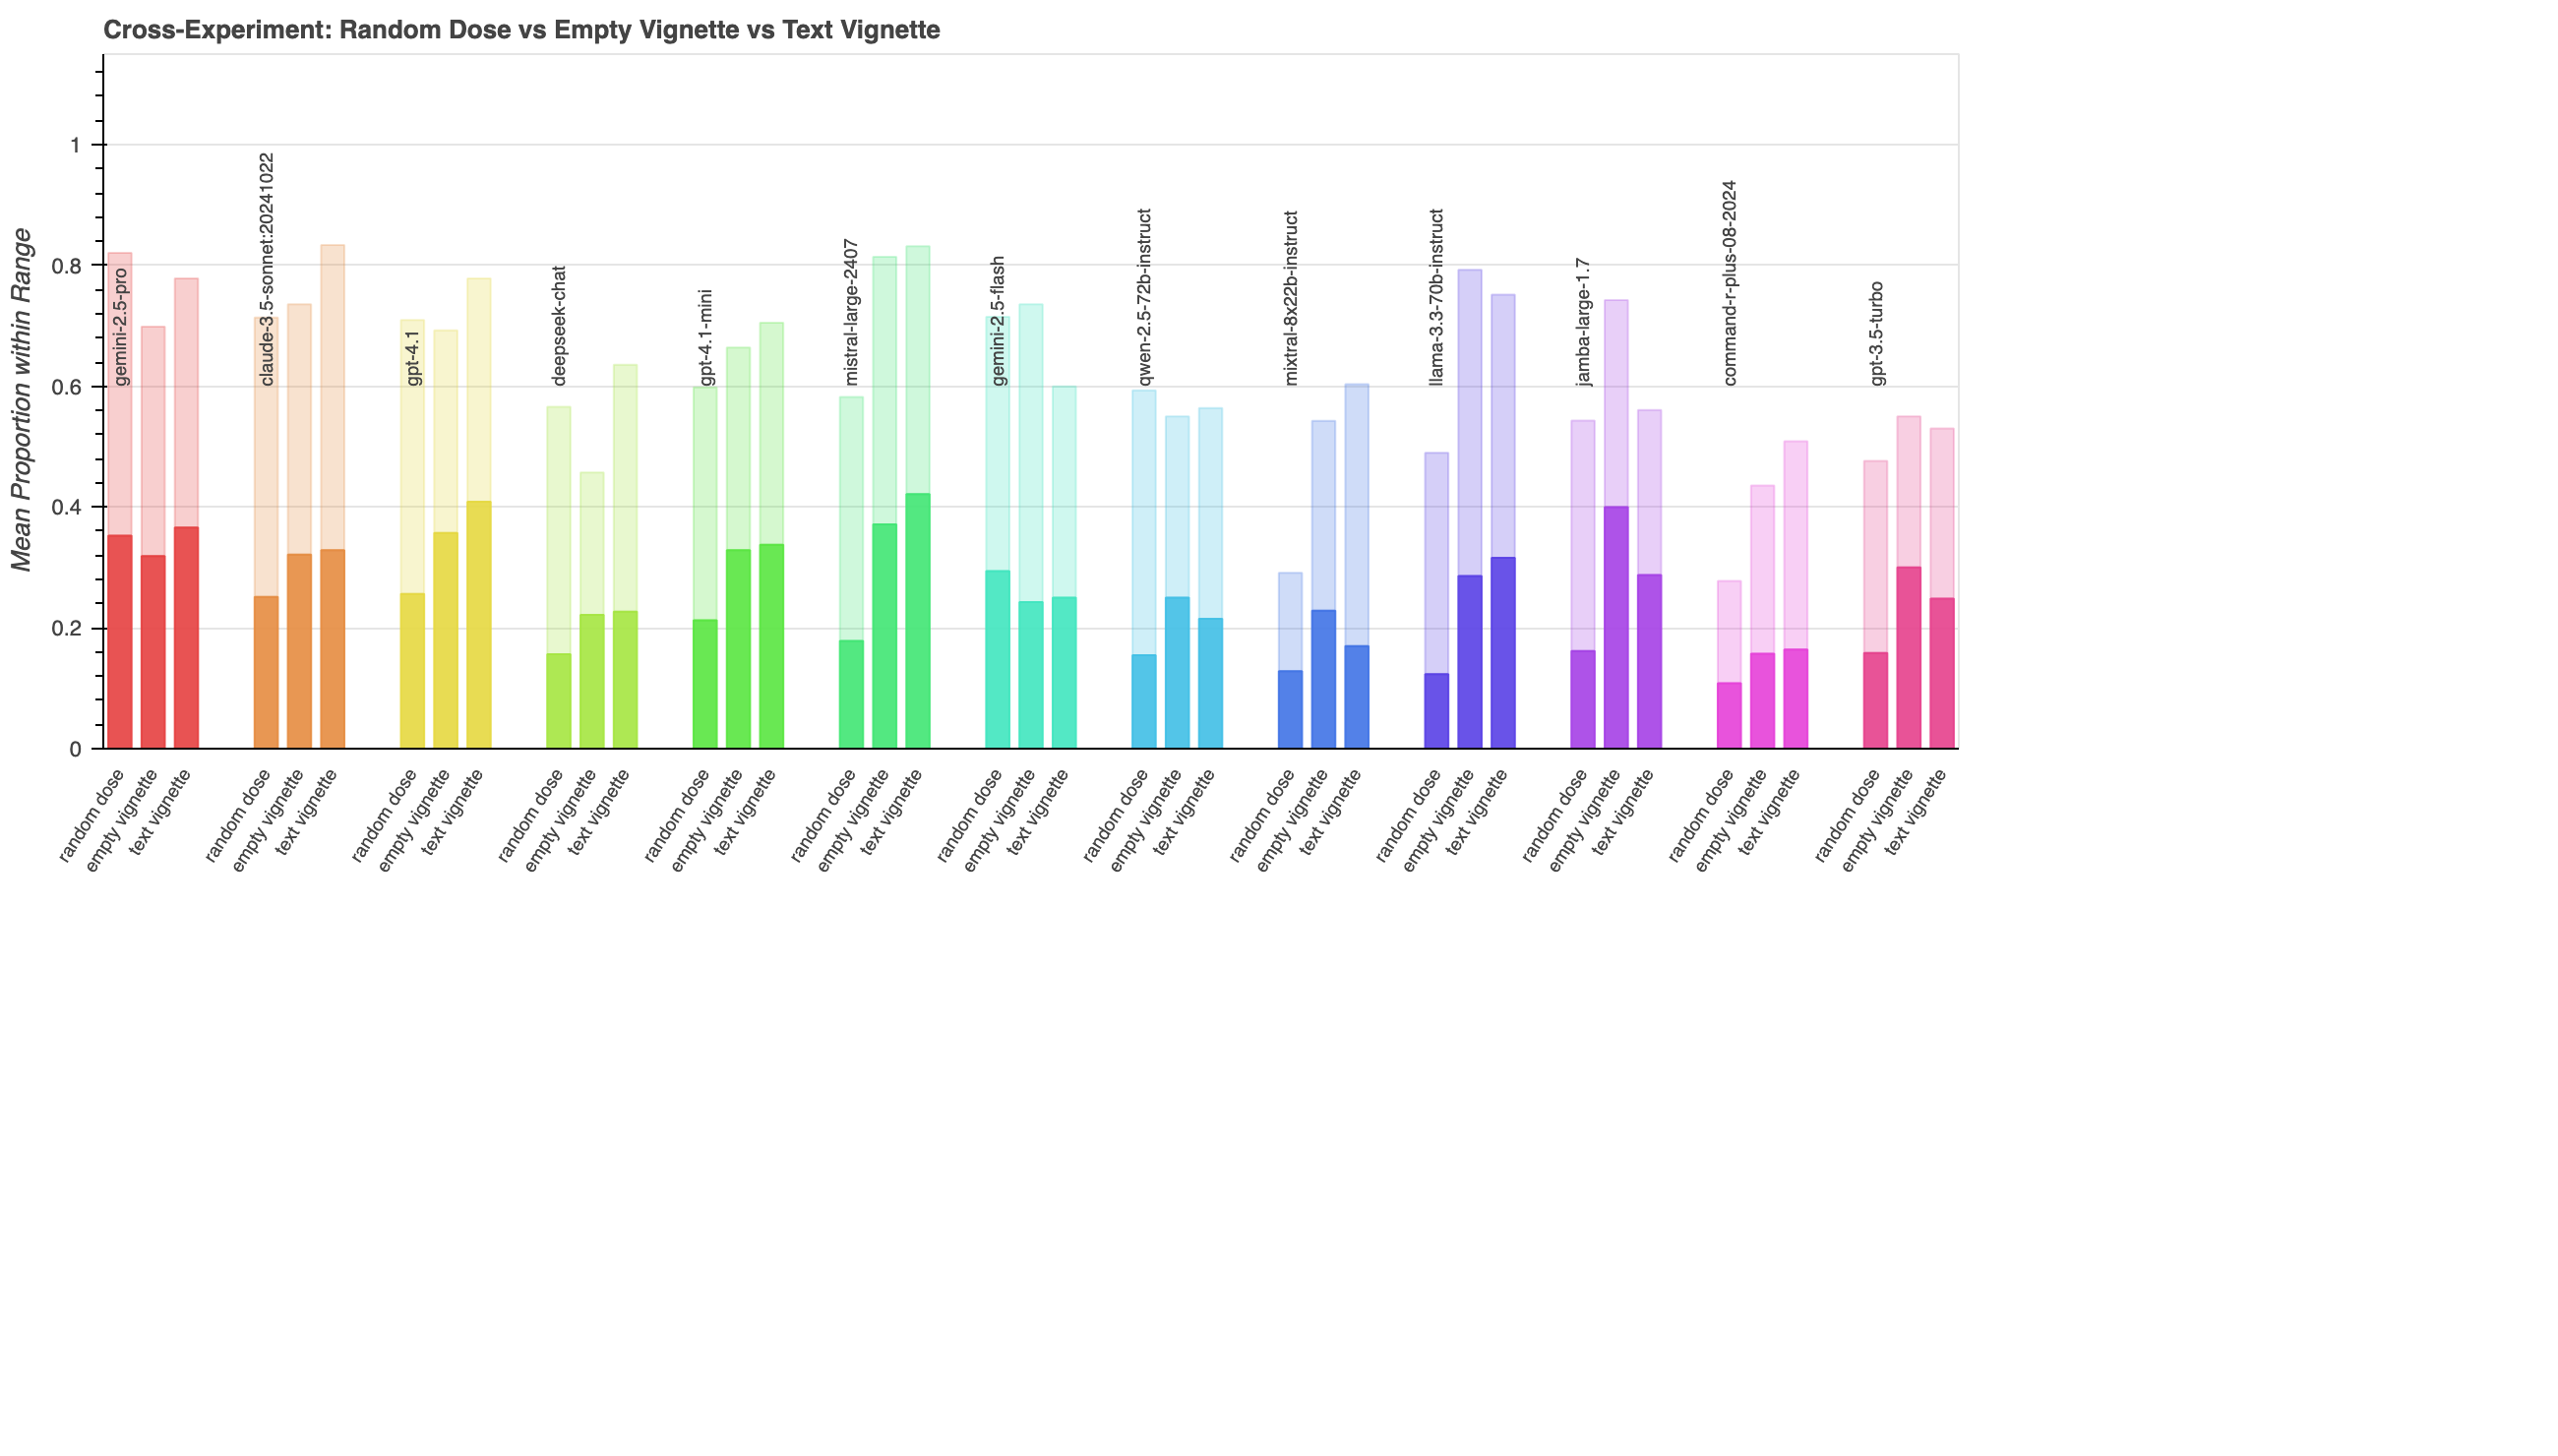 Cross-Experiment: Random Dose vs Empty Vignette vs Text Vignette
Mean Proportion within Range
1
0.8
0.6
0.4
0.2
0
gemini-2.5-pro
claude-3.5-sonnet:20241022
gpt-4.1
deepseek-chat
gpt-4.1-mini
mistral-large-2407
gemini-2.5-flash
qwen-2.5-72b-instruct
mixtral-8x22b-instruct
llama-3.3-70b-instruct
jamba-large-1.7
command-r-plus-08-2024
gpt-3.5-turbo
random dose
empty vignette
text vignette
random dose
empty vignette
text vignette
random dose
empty vignette
text vignette
random dose
empty vignette
text vignette
random dose
empty vignette
text vignette
random dose
empty vignette
text vignette
random dose
empty vignette
text vignette
random dose
empty vignette
text vignette
random dose
empty vignette
text vignette
random dose
empty vignette
text vignette
random dose
empty vignette
text vignette
random dose
empty vignette
text vignette
random dose
empty vignette
text vignette